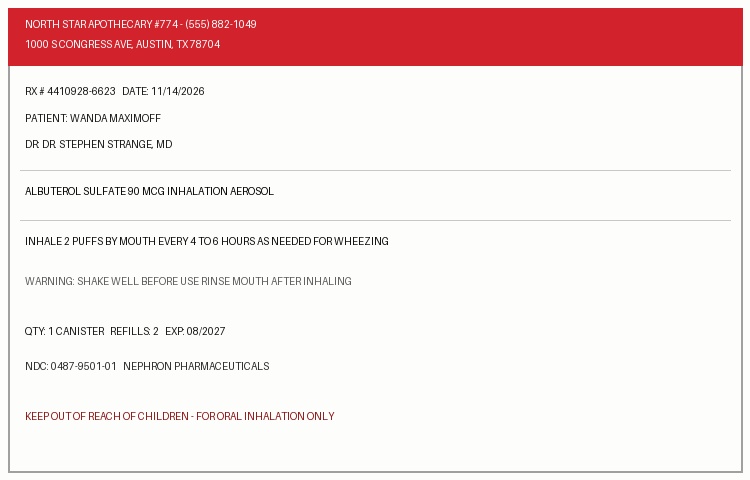 NORTH STAR APOTHECARY #774 - (555) 882-1049
1000 S CONGRESS AVE, AUSTIN, TX 78704
RX # 4410928-6623 DATE: 11/14/2026
PATIENT: WANDA MAXIMOFF
DR: DR. STEPHEN STRANGE, MD
ALBUTEROL SULFATE 90 MCG INHALATION AEROSOL
INHALE 2 PUFFS BY MOUTH EVERY 4 TO 6 HOURS AS NEEDED FOR WHEEZING
WARNING: SHAKE WELL BEFORE USE RINSE MOUTH AFTER INHALING
QTY: 1 CANISTER REFILLS: 2 EXP: 08/2027
NDC: 0487-9501-01 NEPHRON PHARMACEUTICALS
KEEP OUT OF REACH OF CHILDREN - FOR ORAL INHALATION ONLY